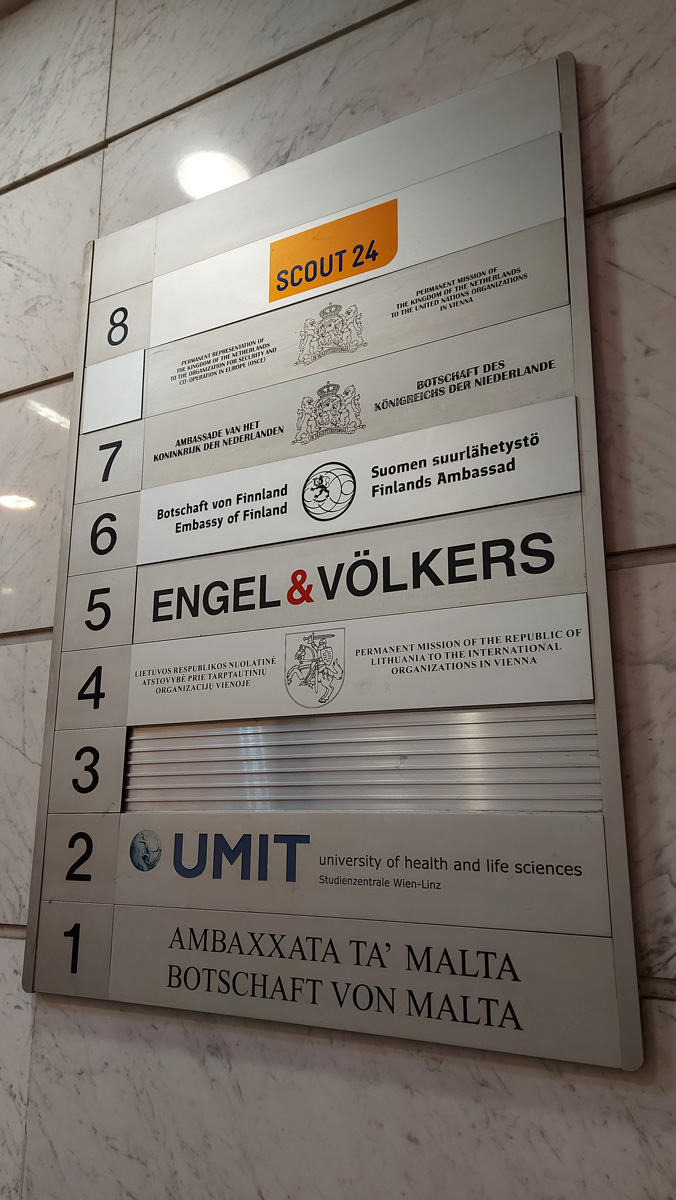 8
SCOUT 24
PERMANENT REPRESENTATION OF
THE KINGDOM OF THE NETHERLANDS
TO THE ORGANIZATION FOR SECURITY AND
CO-OPERATION IN EUROPE (OSCE)
PERMANENT MISSION OF
THE KINGDOM OF THE NETHERLANDS
TO THE UNITED NATIONS ORGANIZATIONS
IN VIENNA
7
AMBASSADE VAN HET
KONINKRIJK DER NEDERLANDEN
BOTSCHAFT DES
KÖNIGREICHS DER NIEDERLANDE
6
Botschaft von Finnland
Embassy of Finland
Suomen suurlähetystö
Finlands Ambassad
5
ENGEL&VÖLKERS
4
LIETUVOS RESPUBLIKOS NUOLATINĖ
ATSTOVYBĖ PRIE TARPTAUTINIŲ
ORGANIZACIJŲ VIENOJE
PERMANENT MISSION OF THE REPUBLIC OF
LITHUANIA TO THE INTERNATIONAL
ORGANIZATIONS IN VIENNA
3
2
UMIT
university of health and life sciences
Studienzentrale Wien-Linz
1
AMBAXXATA TA' MALTA
BOTSCHAFT VON MALTA